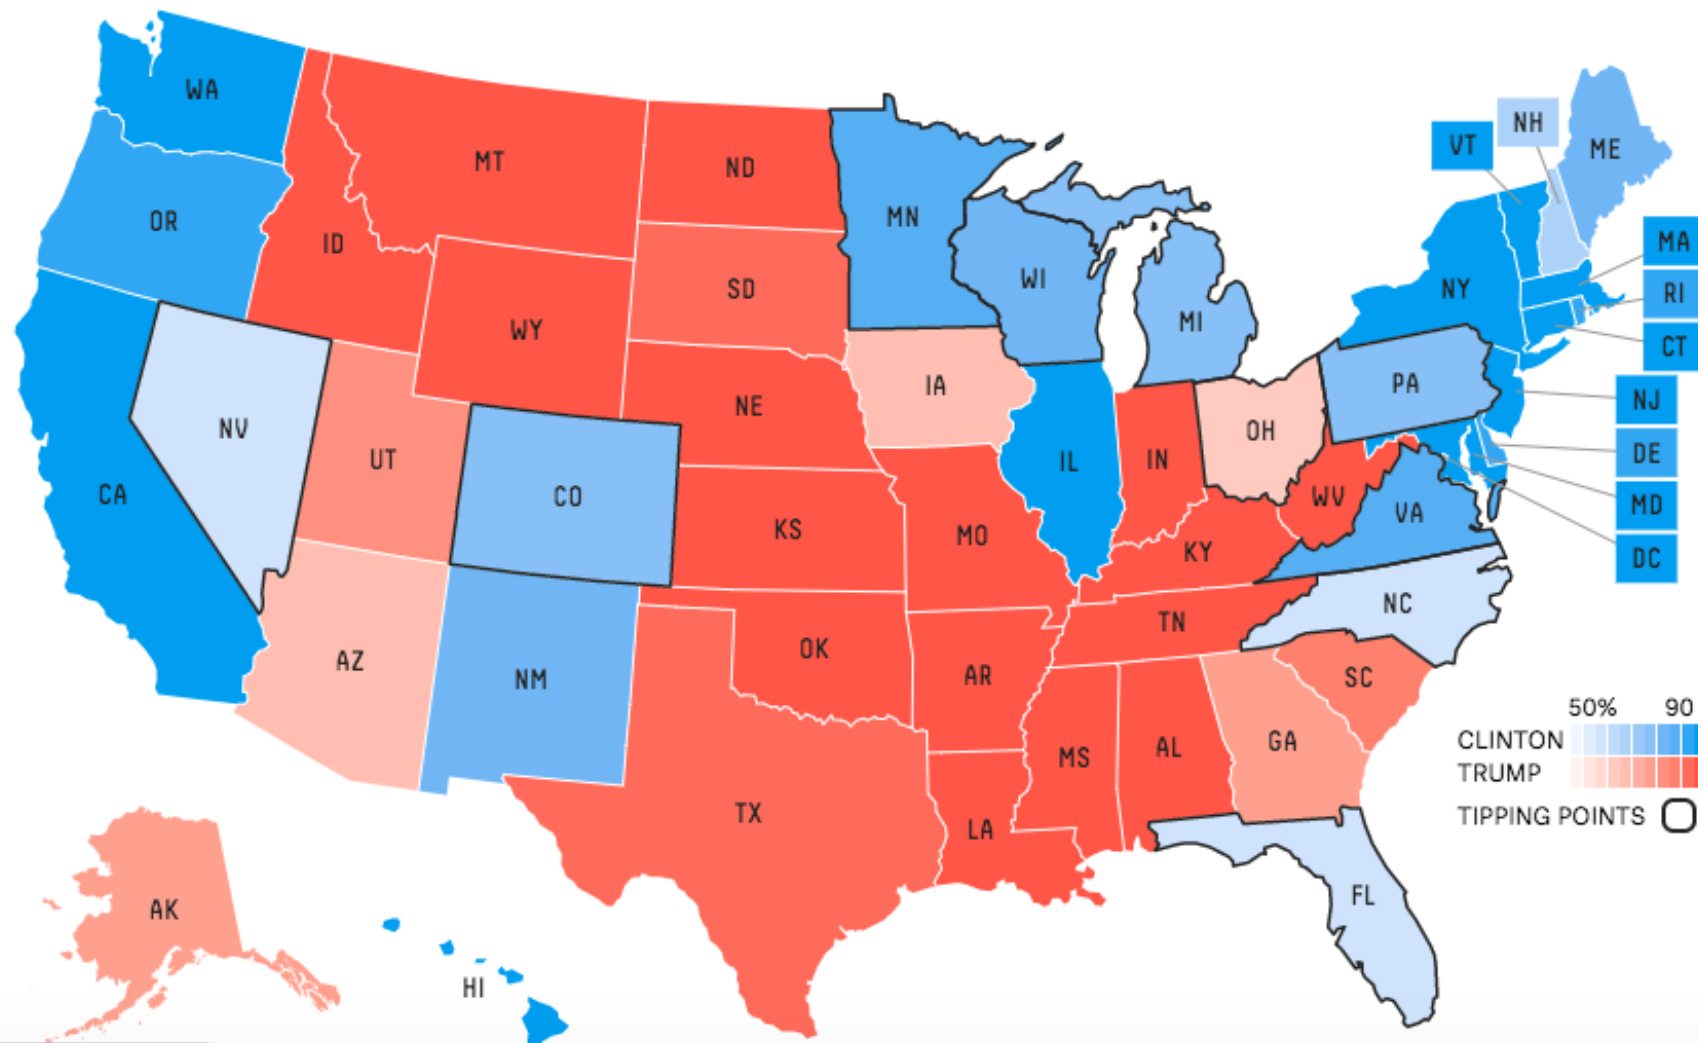 WA
VT
NH
ME
MT
ND
MN
OR
ID
MA
SD
WI
NY
RI
WY
MI
CT
IA
PA
NE
NJ
NV
UT
OH
IL
IN
DE
CA
CO
WV
MD
KS
MO
VA
KY
DC
NC
TN
OK
AZ
NM
AR
SC
50% 90
CLINTON
TRUMP
TIPPING POINTS
GA
AL
MS
TX
LA
FL
AK
HI